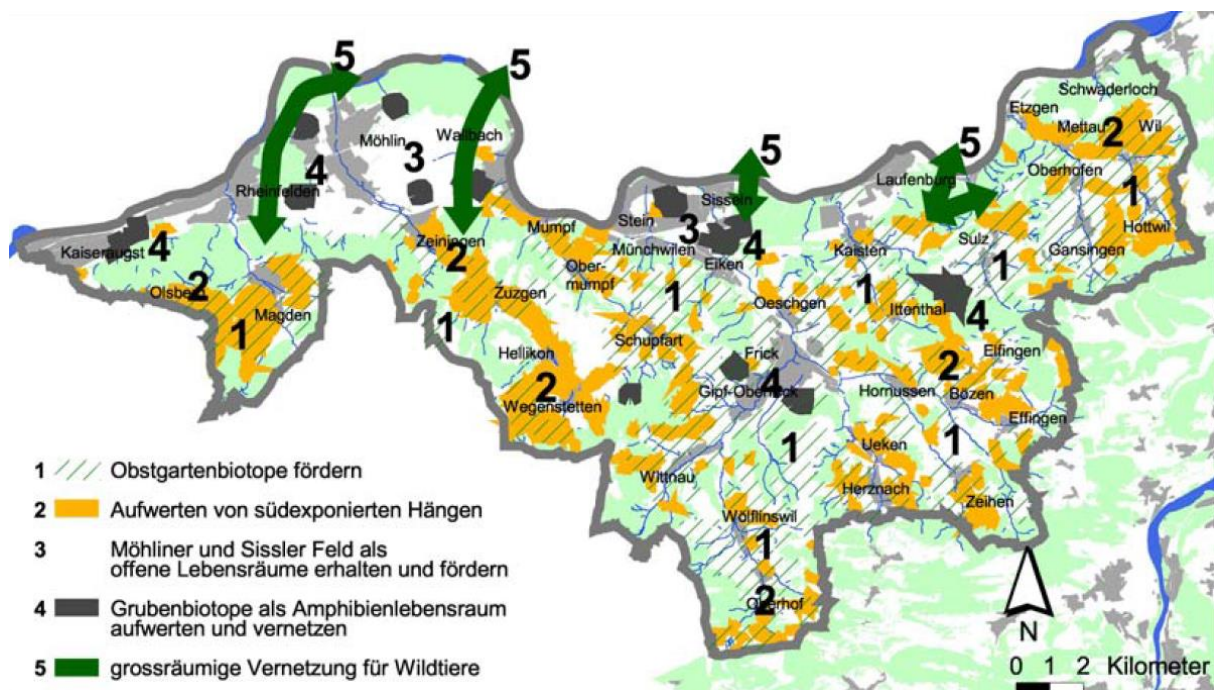 5
5
Schwaderloch
Etzgen
Mettau
2
Wil
Möhlin
Wallbach
3
5
5
Oberhofen
4
Rheinfelden
Laufenburg
1
Sisseln
Stein
3
Mumpf
Hottwil
Zeiningen
Münchwilen
4
Kaisten
Sulz
Gansingen
Kaiseraugst
4
2
Eiken
Ober-
mumpf
1
2
Olsberg
Zuzgen
1
Oeschgen
1
Ittenthal
4
1
Magden
1
Schupfart
Frick
Elfingen
Hellikon
2
2
Gipf-Oberfrick
4
Hornussen
Bözen
Wegenstetten
Effingen
1
Ueken
1
Wittnau
Herznach
Zeihen
Wölflinswil
1
2
Oberhof
1 Obstgartenbiotope fördern
2 Aufwerten von südexponierten Hängen
3 Möhliner und Sissler Feld als
offene Lebensräume erhalten und fördern
4 Grubenbiotope als Amphibienlebensraum
aufwerten und vernetzen
5 grossräumige Vernetzung für Wildtiere
N
0 1 2 Kilometer